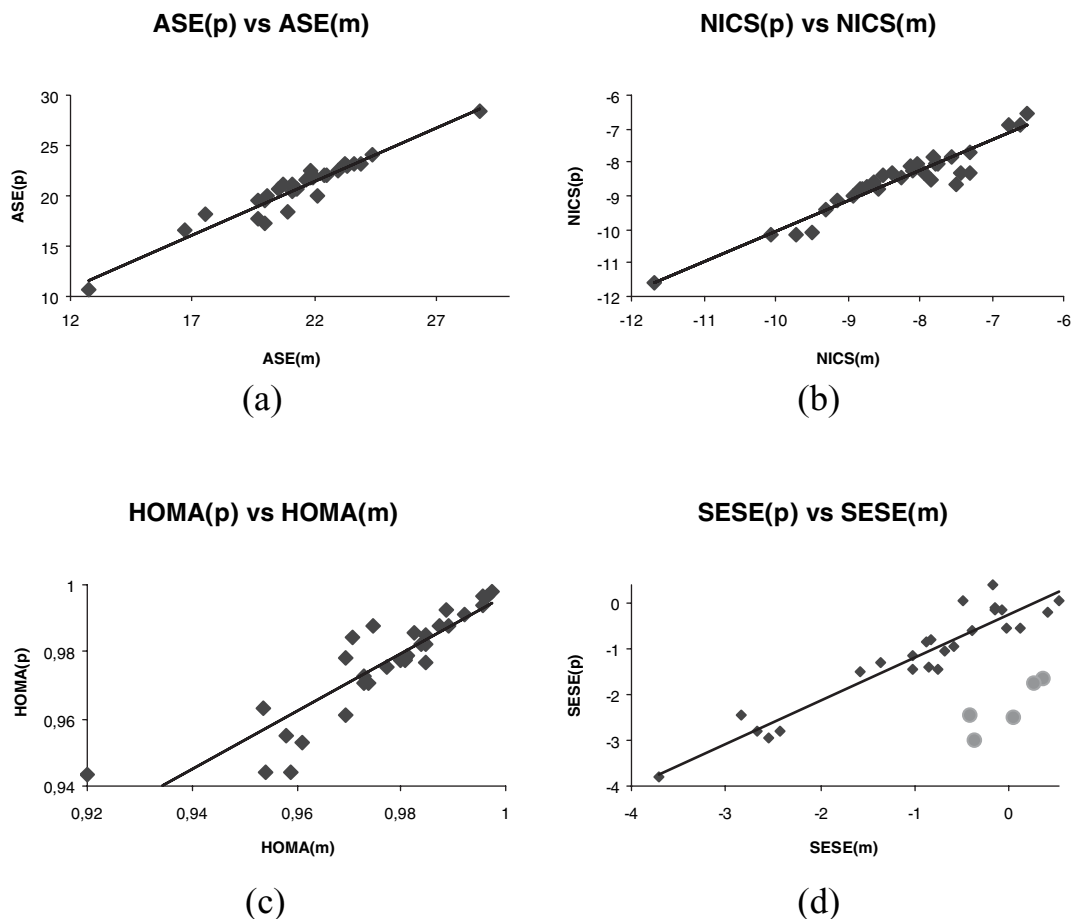 ASE(p) vs ASE(m)
30
25
20
15
10
ASE(p)
12
17
22
27
ASE(m)
(a)
NICS(p) vs NICS(m)
-6
-7
-8
-9
-10
-11
-12
NICS(p)
-12
-11
-10
-9
-8
-7
-6
NICS(m)
(b)
HOMA(p) vs HOMA(m)
1
0,98
0,96
0,94
HOMA(p)
0,92
0,94
0,96
0,98
1
HOMA(m)
(c)
SESE(p) vs SESE(m)
0
-1
-2
-3
-4
SESE(p)
-4
-3
-2
-1
0
SESE(m)
(d)